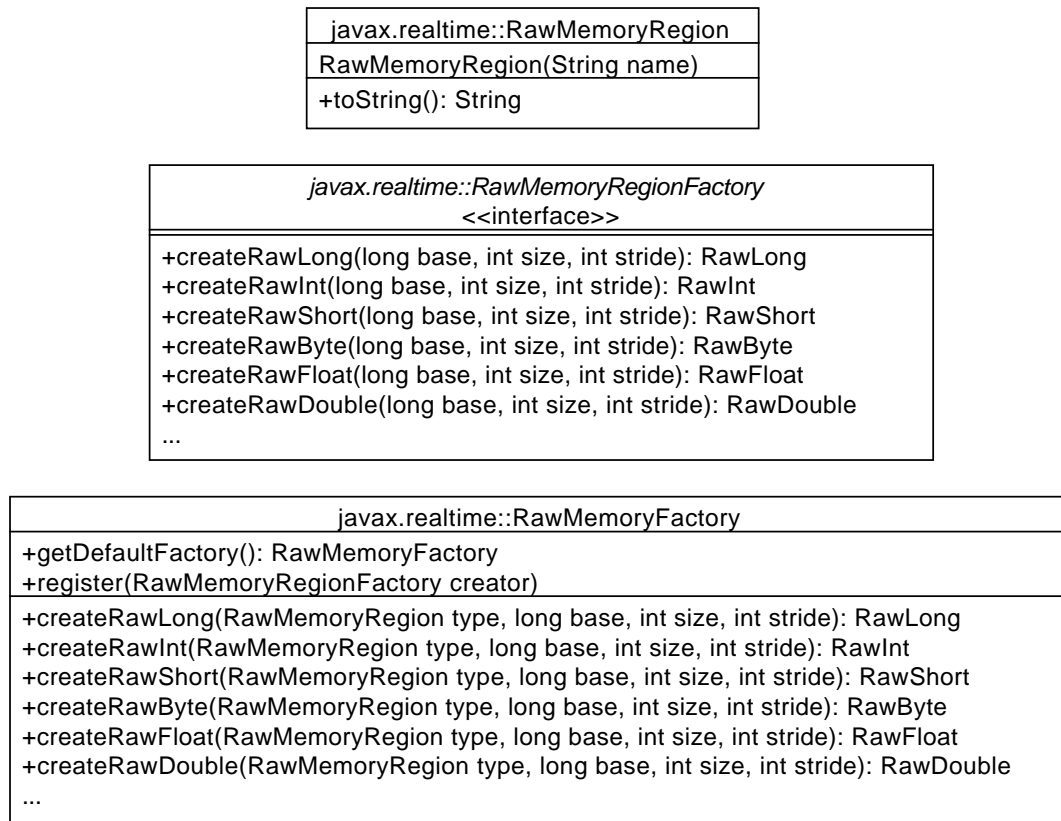 javax.realtime::RawMemoryRegion
RawMemoryRegion(String name)
+toString(): String
javax.realtime::RawMemoryRegionFactory
<<interface>>
+createRawLong(long base, int size, int stride): RawLong
+createRawInt(long base, int size, int stride): RawInt
+createRawShort(long base, int size, int stride): RawShort
+createRawByte(long base, int size, int stride): RawByte
+createRawFloat(long base, int size, int stride): RawFloat
+createRawDouble(long base, int size, int stride): RawDouble
...
javax.realtime::RawMemoryFactory
+getDefaultFactory(): RawMemoryFactory
+register(RawMemoryRegionFactory creator)
+createRawLong(RawMemoryRegion type, long base, int size, int stride): RawLong
+createRawInt(RawMemoryRegion type, long base, int size, int stride): RawInt
+createRawShort(RawMemoryRegion type, long base, int size, int stride): RawShort
+createRawByte(RawMemoryRegion type, long base, int size, int stride): RawByte
+createRawFloat(RawMemoryRegion type, long base, int size, int stride): RawFloat
+createRawDouble(RawMemoryRegion type, long base, int size, int stride): RawDouble
...